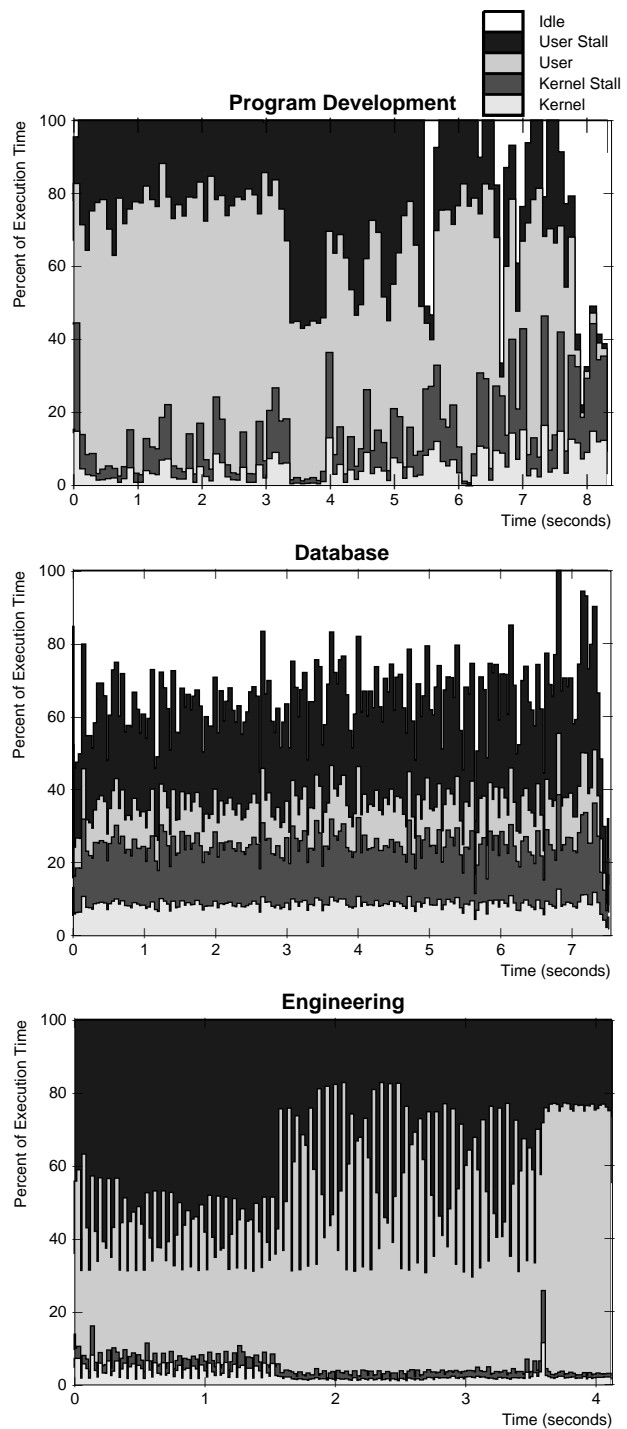 Idle
User Stall
User
Kernel Stall
Kernel
Program Development
Percent of Execution Time
100
80
60
40
20
0
0 1 2 3 4 5 6 7 8
Time (seconds)
Database
Percent of Execution Time
100
80
60
40
20
0
0 1 2 3 4 5 6 7
Time (seconds)
Engineering
Percent of Execution Time
100
80
60
40
20
0
0 1 2 3 4
Time (seconds)